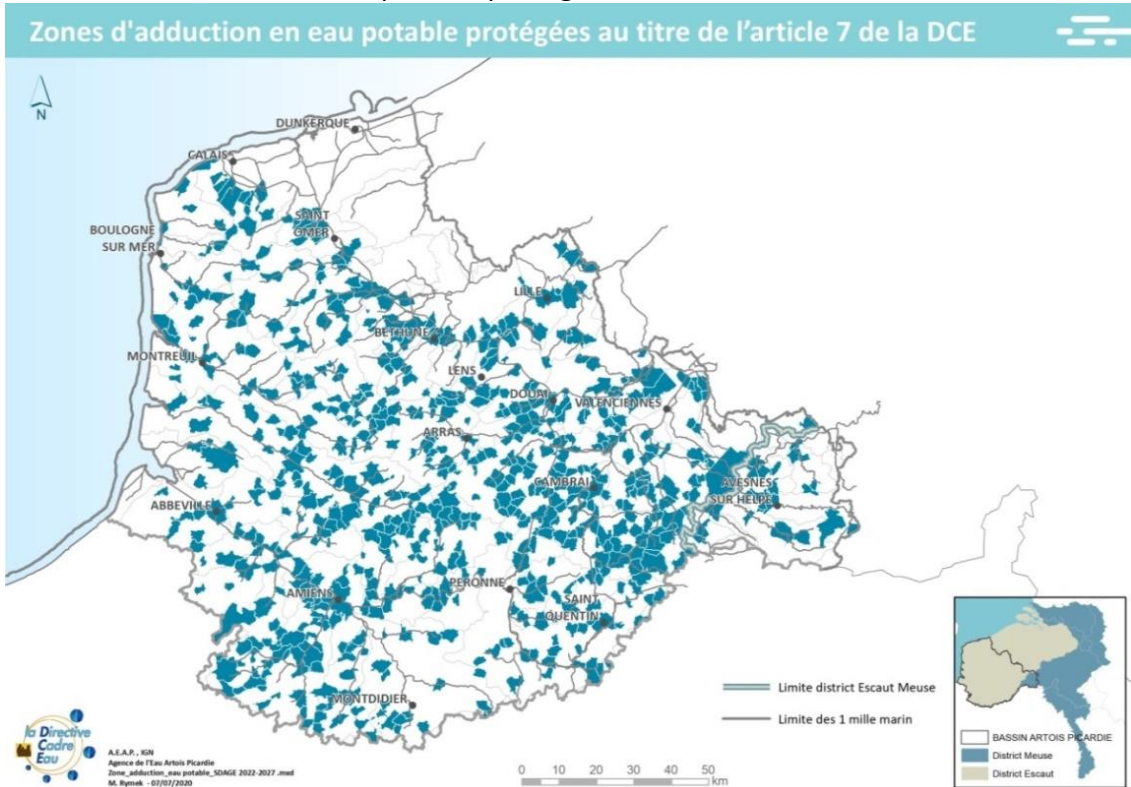 Zones d'adduction en eau potable protégées au titre de l'article 7 de la DCE
N
DUNKERQUE
CALAIS
SAINT
OMER
BOULOGNE
SUR MER
LILLE
BETHUNE
MONTREUIL
LENS
DOUAI
VALENCIENNES
ARRAS
CAMBRAI
AVESNES
SUR HELPE
ABBEVILLE
PERONNE
AMIENS
SAINT
QUENTIN
MONTDIDIER
Limite district Escaut Meuse
Limite des 1 mille marin
BASSIN ARTOIS PICARDIE
District Meuse
District Escaut
la Directive
Cadre
Eau
A.E.A.P. , IGN
Agence de l'Eau Artois Picardie
Zone_adduction_eau potable_SDAGE 2022-2027 .mxd
M. Rymek - 07/07/2020
0 10 20 30 40 50
km